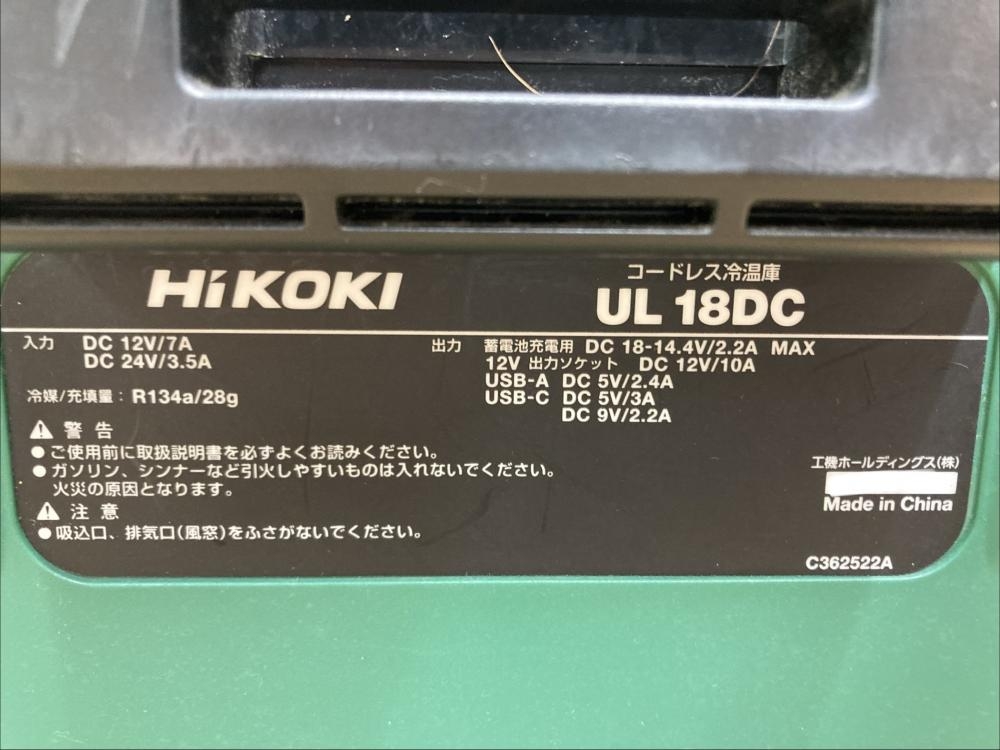 HiKOKI
コードレス冷温庫
UL 18DC
入力 DC 12V/7A
DC 24V/3.5A
冷媒/充填量：R134a/28g
出力 蓄電池充電用 DC 18-14.4V/2.2A MAX
12V 出力ソケット DC 12V/10A
USB-A DC 5V/2.4A
USB-C DC 5V/3A
DC 9V/2.2A
⚠ 警告
●ご使用前に取扱説明書を必ずよくお読みください。
●ガソリン、シンナーなど引火しやすいものは入れないでください。
火災の原因となります。
⚠ 注意
●吸込口、排気口(風窓)をふさがないでください。
工機ホールディングス(株)
Made in China
C362522A